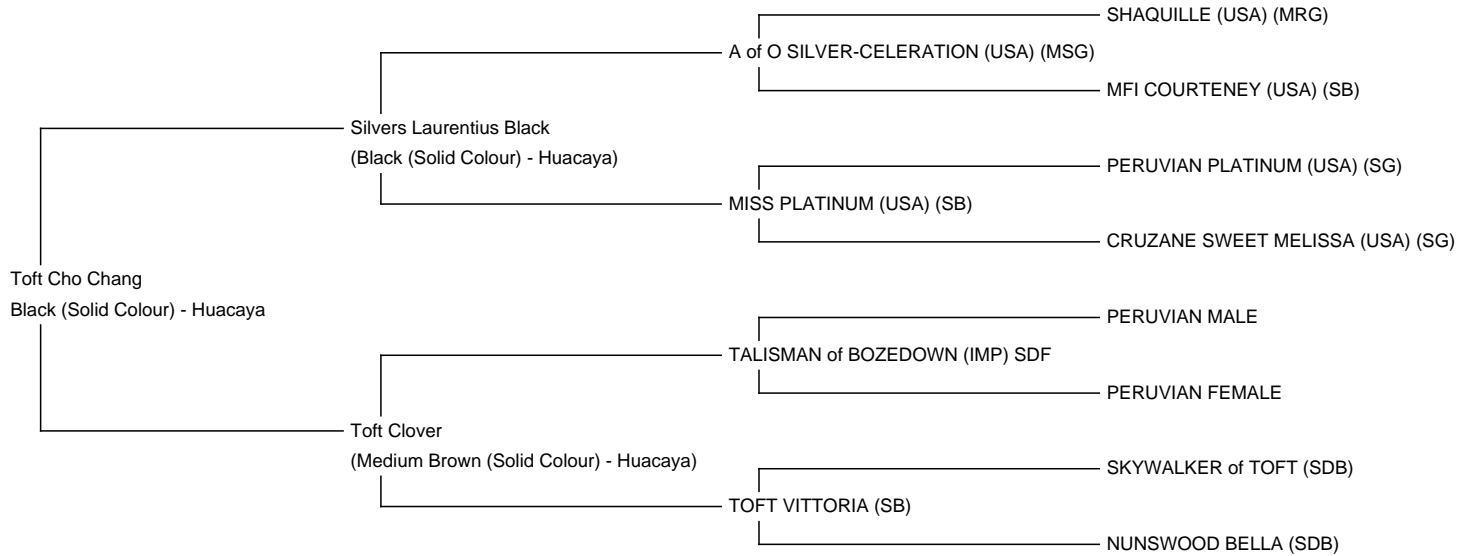 SHAQUILLE (USA) (MRG)
A of O SILVER-CELERATION (USA) (MSG)
MFI COURTENEY (USA) (SB)
Silvers Laurentius Black
(Black (Solid Colour) - Huacaya)
PERUVIAN PLATINUM (USA) (SG)
MISS PLATINUM (USA) (SB)
CRUZANE SWEET MELISSA (USA) (SG)
Toft Cho Chang
Black (Solid Colour) - Huacaya
PERUVIAN MALE
TALISMAN of BOZEDOWN (IMP) SDF
PERUVIAN FEMALE
Toft Clover
(Medium Brown (Solid Colour) - Huacaya)
SKYWALKER of TOFT (SDB)
TOFT VITTORIA (SB)
NUNSWOOD BELLA (SDB)